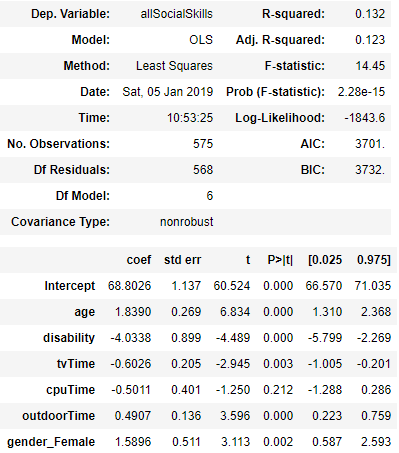 Dep. Variable: allSocialSkills R-squared: 0.132
Model: OLS Adj. R-squared: 0.123
Method: Least Squares F-statistic: 14.45
Date: Sat, 05 Jan 2019 Prob (F-statistic): 2.28e-15
Time: 10:53:25 Log-Likelihood: -1843.6
No. Observations: 575 AIC: 3701.
Df Residuals: 568 BIC: 3732.
Df Model: 6
Covariance Type: nonrobust
coef std err t P>|t| [0.025 0.975]
Intercept 68.8026 1.137 60.524 0.000 66.570 71.035
age 1.8390 0.269 6.834 0.000 1.310 2.368
disability -4.0338 0.899 -4.489 0.000 -5.799 -2.269
tvTime -0.6026 0.205 -2.945 0.003 -1.005 -0.201
cpuTime -0.5011 0.401 -1.250 0.212 -1.288 0.286
outdoorTime 0.4907 0.136 3.596 0.000 0.223 0.759
gender_Female 1.5896 0.511 3.113 0.002 0.587 2.593